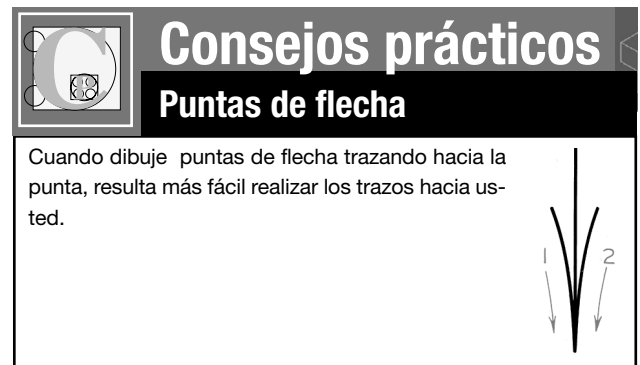 C
Consejos prácticos
Puntas de flecha
Cuando dibuje puntas de flecha trazando hacia la
punta, resulta más fácil realizar los trazos hacia us-
ted.
1 2